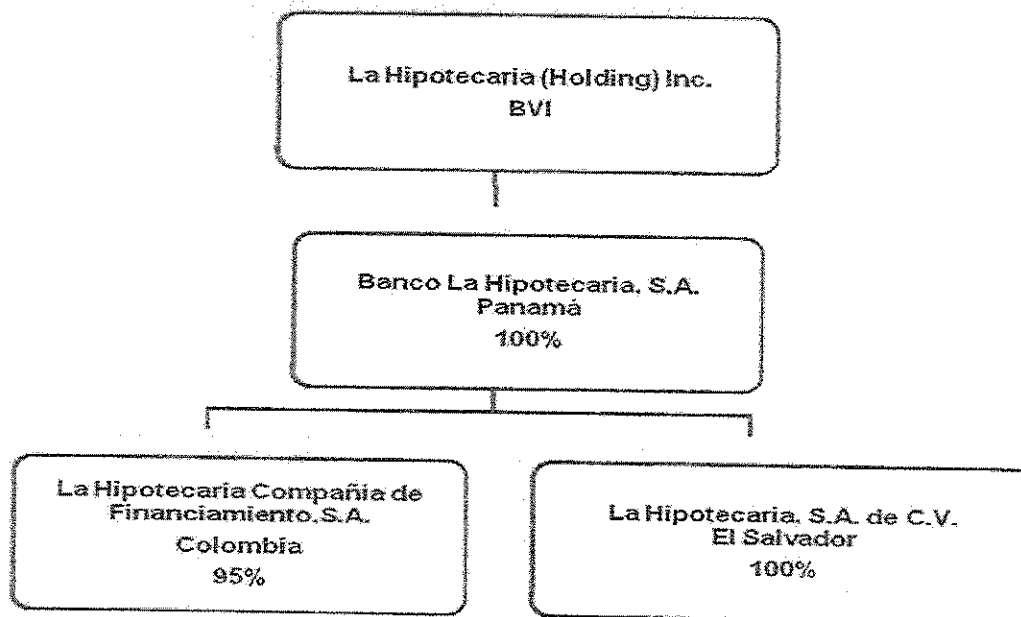 La Hipotecaria (Holding) Inc.
BVI
Banco La Hipotecaria, S.A.
Panamá
100%
La Hipotecaria Compañía de
Financiamiento, S.A.
Colombia
95%
La Hipotecaria, S.A. de C.V.
El Salvador
100%